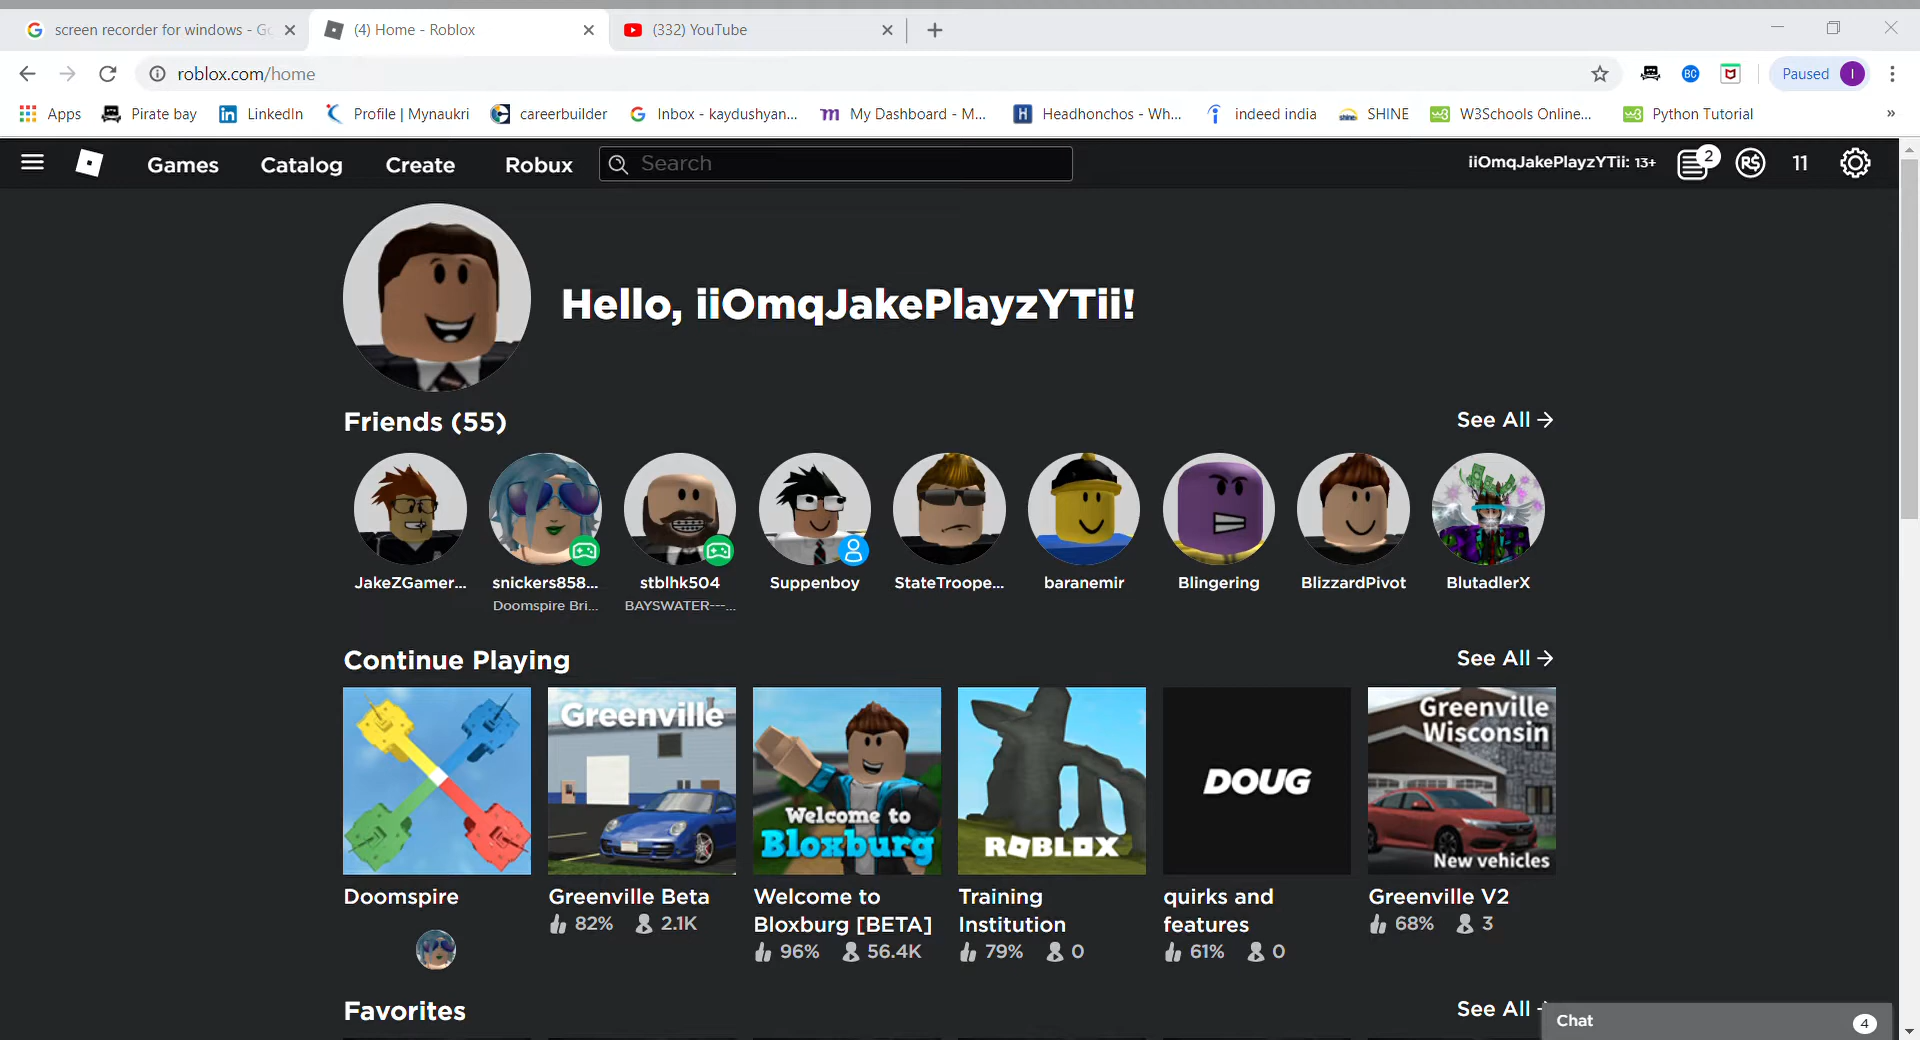 screen recorder for windows - Go
(4) Home - Roblox
(332) YouTube
roblox.com/home
Paused
I
Apps
Pirate bay
LinkedIn
Profile | Mynaukri
careerbuilder
Inbox - kaydushyan...
My Dashboard - M...
Headhonchos - Wh...
indeed india
SHINE
W3Schools Online...
Python Tutorial
»
Games
Catalog
Create
Robux
Search
iiOmqJakePlayzYTii: 13+
2
11
Hello, iiOmqJakePlayzYTii!
Friends (55)
See All →
JakeZGamer...
snickers858...
Doomspire Bri...
stblhk504
BAYSWATER---...
Suppenboy
StateTroope...
baranemir
Blingering
BlizzardPivot
BlutadlerX
Continue Playing
See All →
Greenville
Welcome to
Bloxburg
ROBLOX
DOUG
Greenville
Wisconsin
New vehicles
Doomspire
Greenville Beta
82% 2.1K
Welcome to
Bloxburg [BETA]
96% 56.4K
Training
Institution
79% 0
quirks and
features
61% 0
Greenville V2
68% 3
Favorites
See All
Chat
4